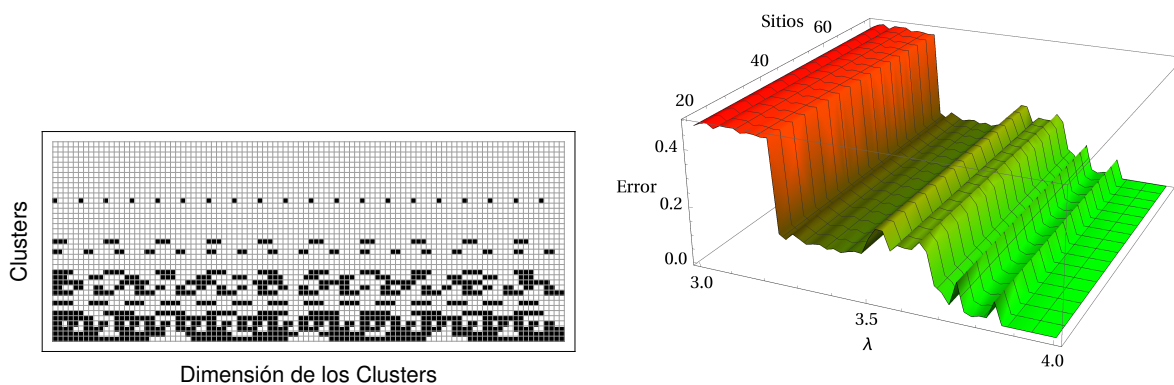 Clusters
Dimensión de los Clusters
Sitios
20
40
60
Error
0.4
0.2
0.0
3.0
3.5
4.0
λ